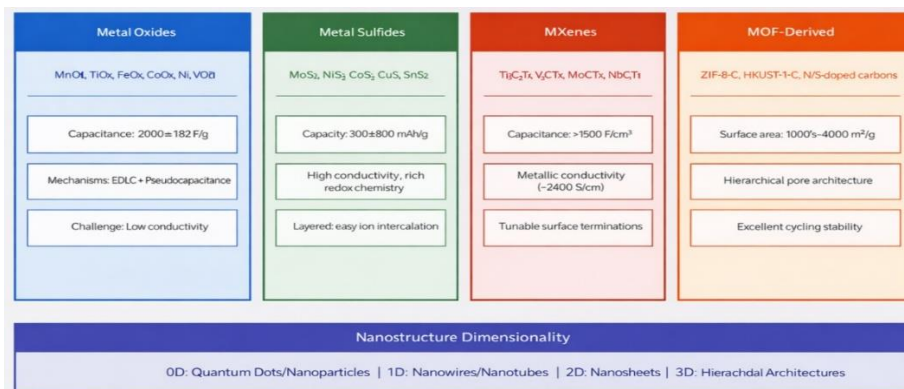 Metal Oxides
MnO, TiOx, FeOx, CoOx, Ni, VO
Capacitance: 2000=182 F/g
Mechanisms: EDLC + Pseudocapacitance
Challenge: Low conductivity
Metal Sulfides
MoS₂, NiS₃ CoS₂ CuS, SnS₂
Capacity: 300±800 mAh/g
High conductivity, rich
redox chemistry
Layered: easy ion intercalation
MXenes
Ti₃C₂Tx, V₂CTx, MoCTx, NbC,Tx
Capacitance: >1500 F/cm³
Metallic conductivity
(~2400 S/cm)
Tunable surface terminations
MOF-Derived
ZIF-8-C, HKUST-1-C, N/S-doped carbons
Surface area: 1000's–4000 m²/g
Hierarchical pore architecture
Excellent cycling stability
Nanostructure Dimensionality
0D: Quantum Dots/Nanoparticles | 1D: Nanowires/Nanotubes | 2D: Nanosheets | 3D: Hierachdal Architectures